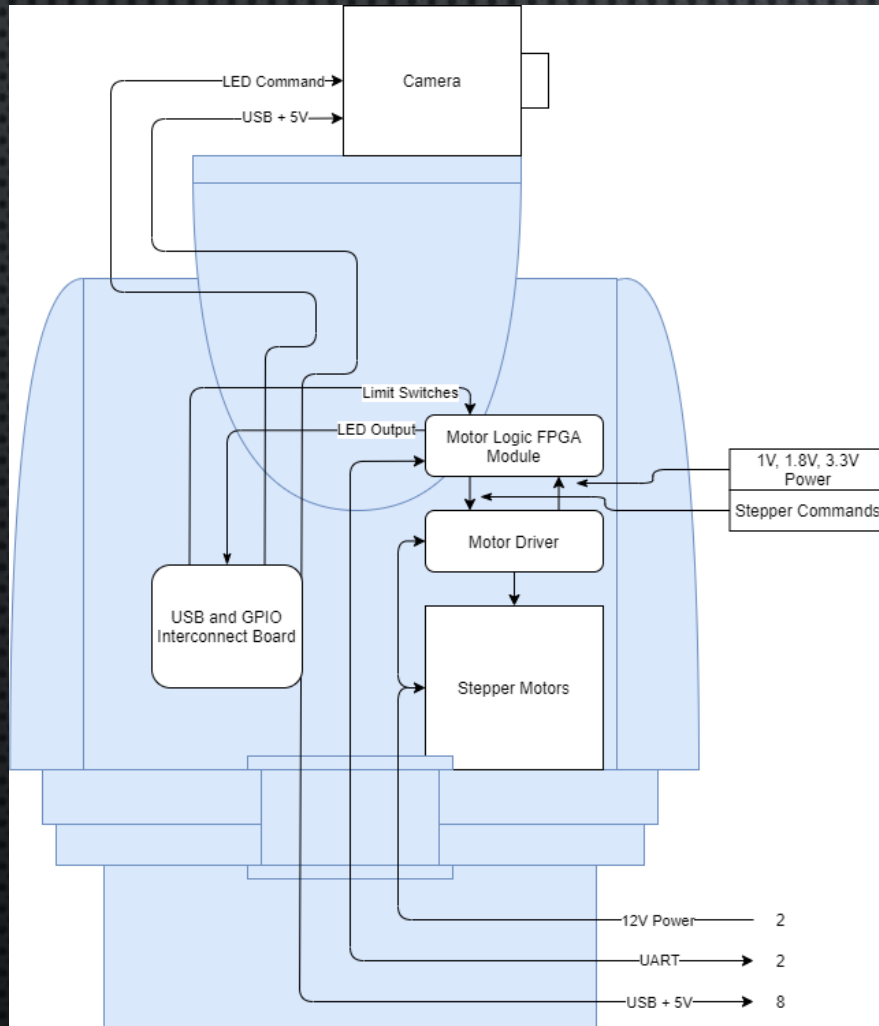 LED Command
Camera
USB + 5V
Limit Switches
LED Output
Motor Logic FPGA
Module
1V, 1.8V, 3.3V
Power
Stepper Commands
Motor Driver
USB and GPIO
Interconnect Board
Stepper Motors
12V Power 2
UART 2
USB + 5V 8